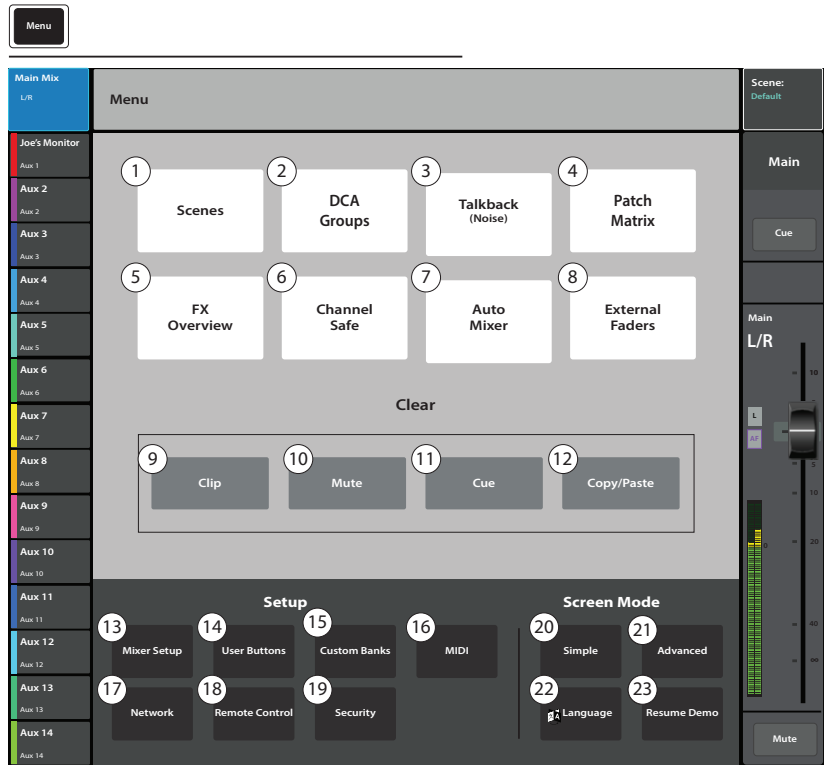 Menu
Main Mix
L/R
Menu
Scene:
Default
Joe's Monitor
Aux 1
Aux 2
Aux 2
Aux 3
Aux 3
Aux 4
Aux 4
Aux 5
Aux 5
Aux 6
Aux 6
Aux 7
Aux 7
Aux 8
Aux 8
Aux 9
Aux 9
Aux 10
Aux 10
Aux 11
Aux 11
Aux 12
Aux 12
Aux 13
Aux 13
Aux 14
Aux 14
1
Scenes
2
DCA
Groups
3
Talkback
(Noise)
4
Patch
Matrix
5
FX
Overview
6
Channel
Safe
7
Auto
Mixer
8
External
Faders
Clear
9
Clip
10
Mute
11
Cue
12
Copy/Paste
Setup
13
Mixer Setup
14
User Buttons
15
Custom Banks
16
MIDI
17
Network
18
Remote Control
19
Security
Screen Mode
20
Simple
21
Advanced
22
Language
23
Resume Demo
Main
Cue
Main
L/R
10
L
AF
5
10
0
20
40
∞
Mute